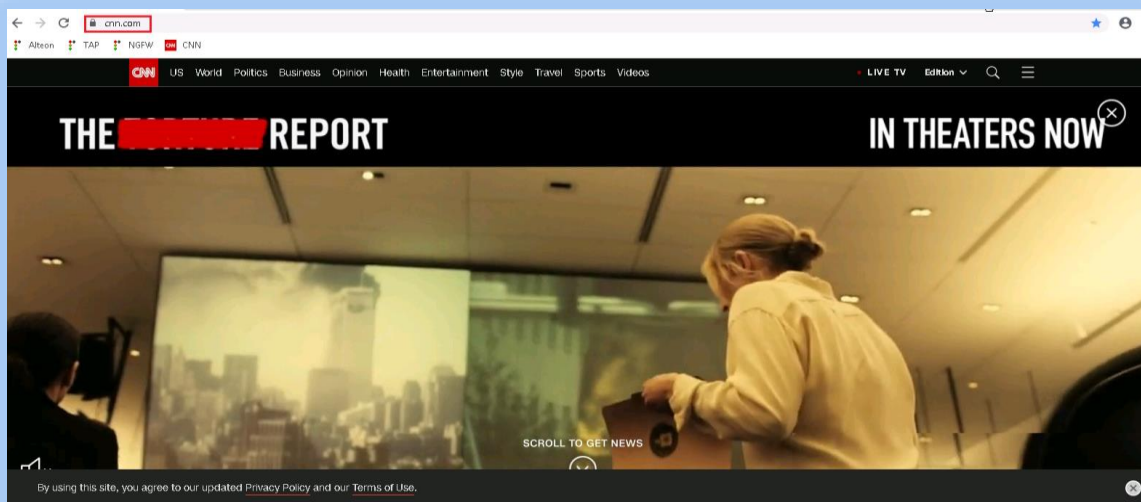 cnn.com
Alteon TAP NGFW CNN CNN
CNN US World Politics Business Opinion Health Entertainment Style Travel Sports Videos LIVE TV Edition
THE REPORT IN THEATERS NOW
SCROLL TO GET NEWS
By using this site, you agree to our updated Privacy Policy and our Terms of Use.